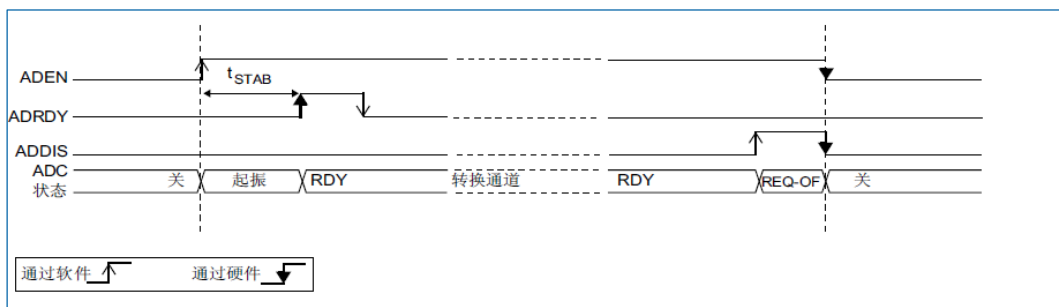 ADEN
tSTAB
ADRDY
ADDIS
ADC
状态
关 起振 RDY 转换通道 RDY REQ-OF 关
通过软件 通过硬件